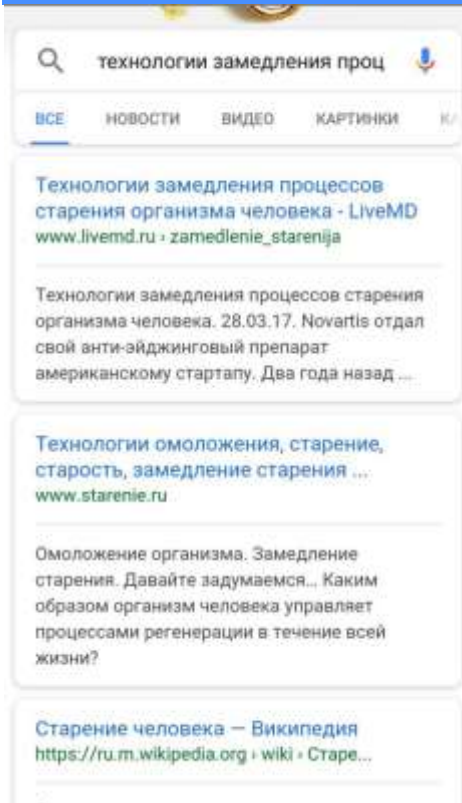 технологии замедления проц
ВСЕ НОВОСТИ ВИДЕО КАРТИНКИ
Технологии замедления процессов
старения организма человека - LiveMD
www.livemd.ru › zamedlenie_starenija
Технологии замедления процессов старения
организма человека. 28.03.17. Novartis отдал
свой анти-эйджинговый препарат
американскому стартапу. Два года назад ...
Технологии омоложения, старение,
старость, замедление старения ...
www.starenie.ru
Омоложение организма. Замедление
старения. Давайте задумаемся... Каким
образом организм человека управляет
процессами регенерации в течение всей
жизни?
Старение человека — Википедия
https://ru.m.wikipedia.org › wiki › Старе...